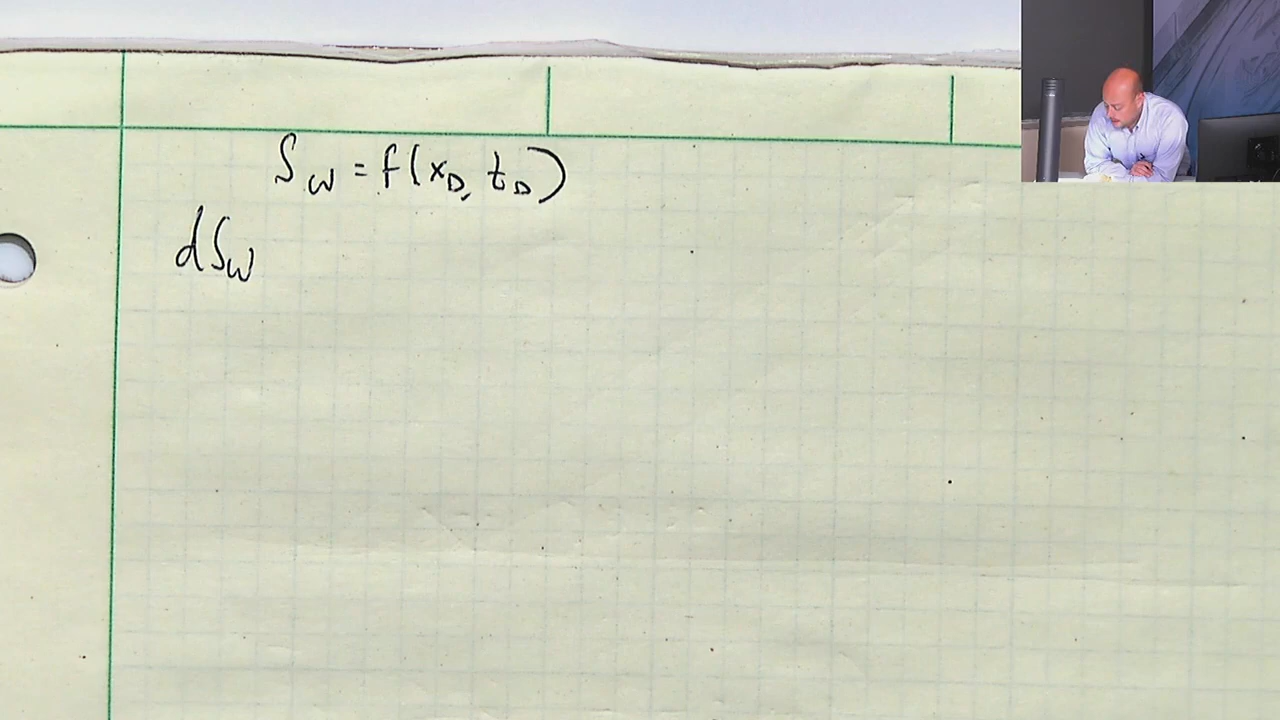 S_w = f(x_D, t_D)
dS_w